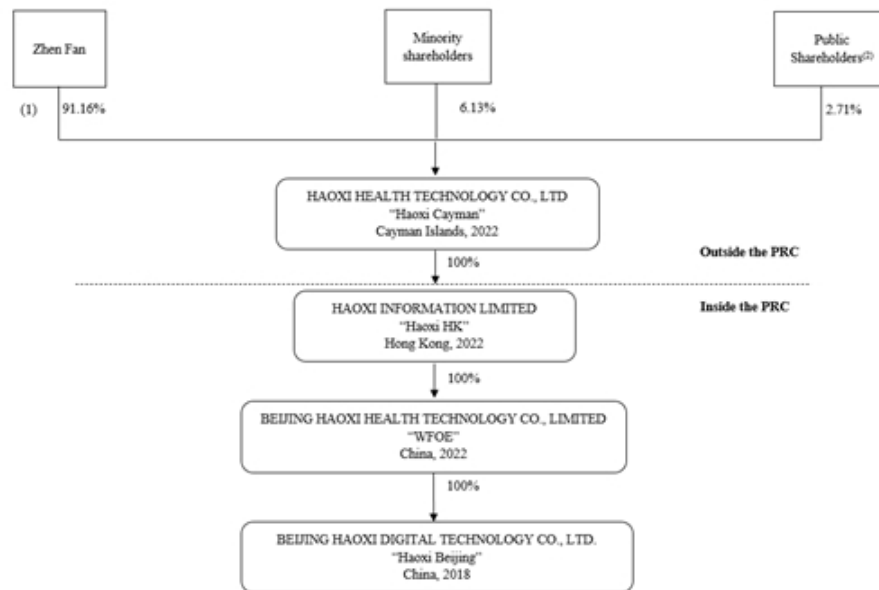 Zhen Fan
Minority
shareholders
Public
Shareholders(2)
(1)
91.16%
6.13%
2.71%
HAOXI HEALTH TECHNOLOGY CO., LTD
“Haoxi Cayman”
Cayman Islands, 2022
Outside the PRC
100%
Inside the PRC
HAOXI INFORMATION LIMITED
“Haoxi HK”
Hong Kong, 2022
100%
BEIJING HAOXI HEALTH TECHNOLOGY CO., LIMITED
“WFOE”
China, 2022
100%
BEIJING HAOXI DIGITAL TECHNOLOGY CO., LTD.
“Haoxi Beijing”
China, 2018